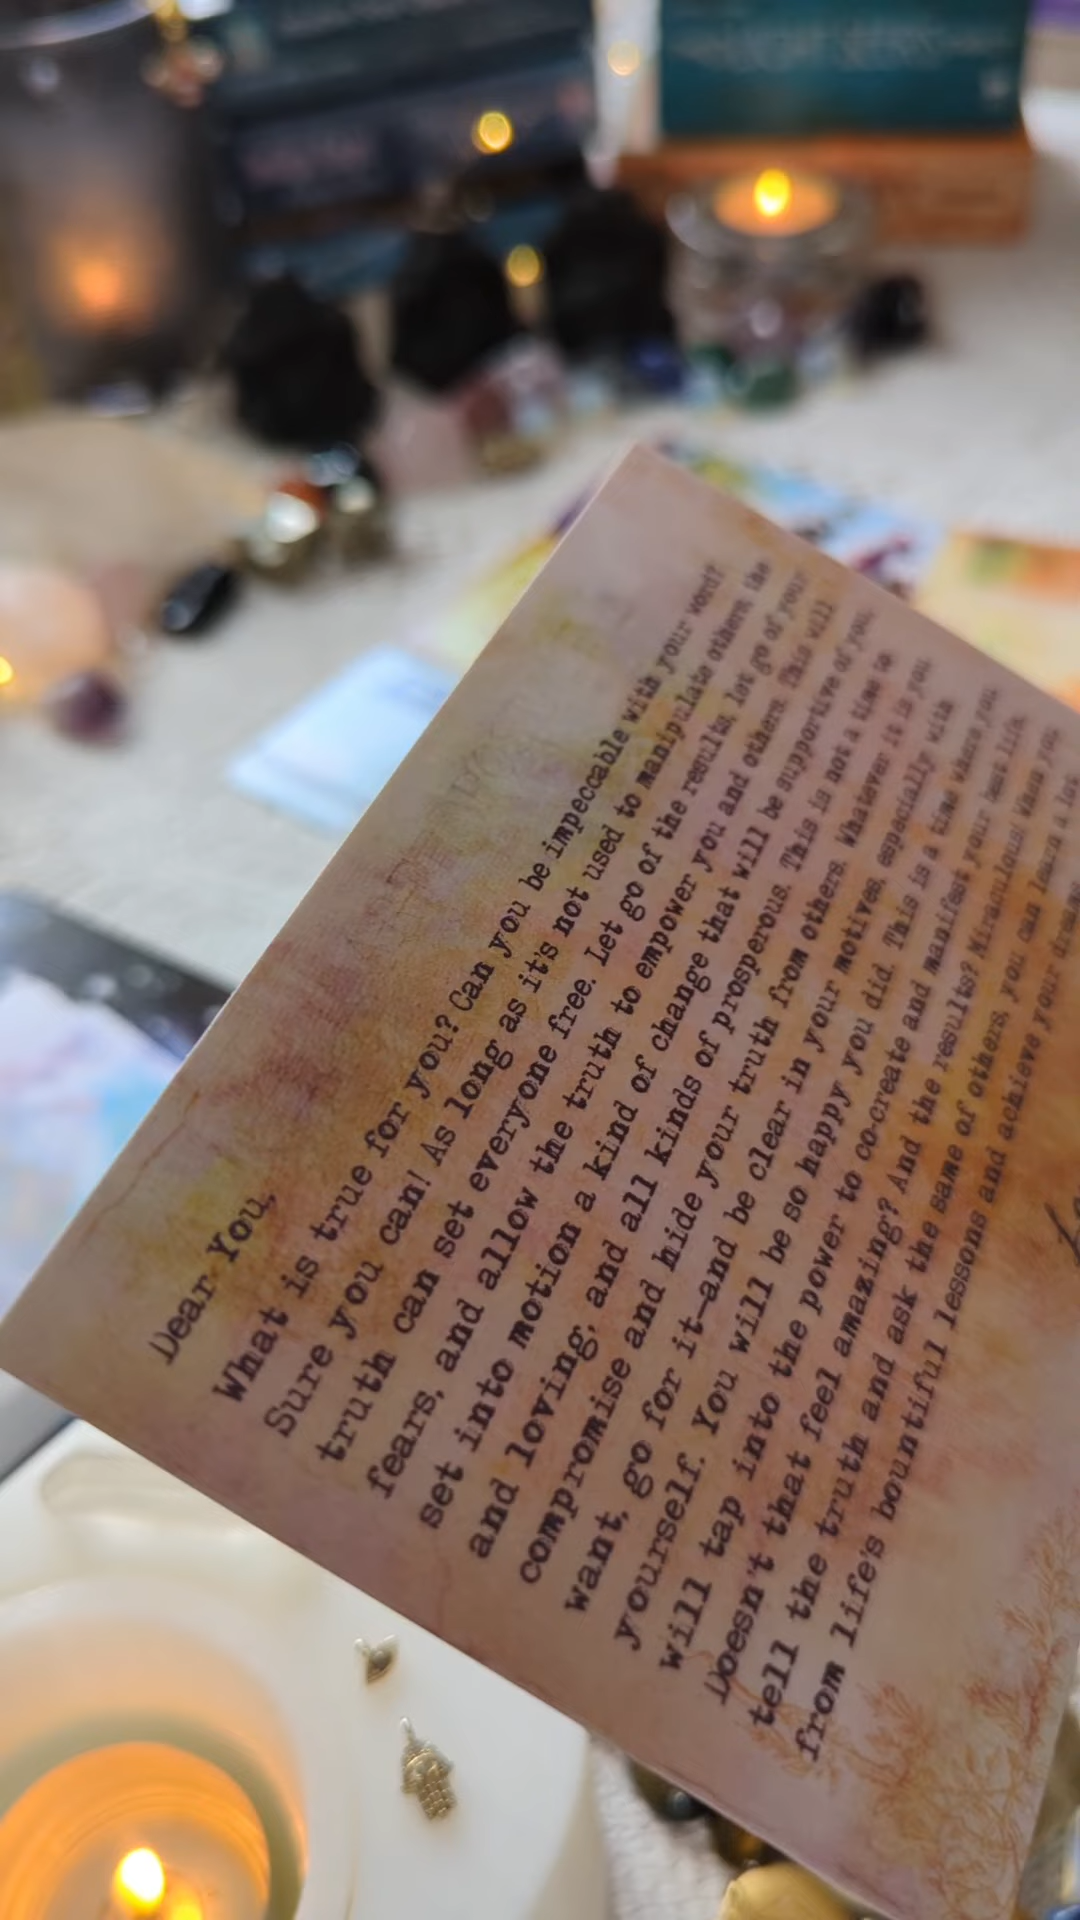 Dear You,
What is true for you? Can you be impeccable with your word?
Sure you can! As long as it's not used to manipulate others, the
truth can set everyone free. Let go of the results, let go of your
fears, and allow the truth to empower you and others. This will
set into motion a kind of change that will be supportive of you,
and loving, and all kinds of prosperous. This is not a time to
compromise and hide your truth from others. Whatever it is you
want, go for it—and be clear in your motives, especially with
yourself. You will be so happy you did. This is a time where you
will tap into the power to co-create and manifest your best life.
Doesn't that feel amazing? And the results? Miraculous! When you
tell the truth and ask the same of others, you can learn a lot
from life's bountiful lessons and achieve your dreams.